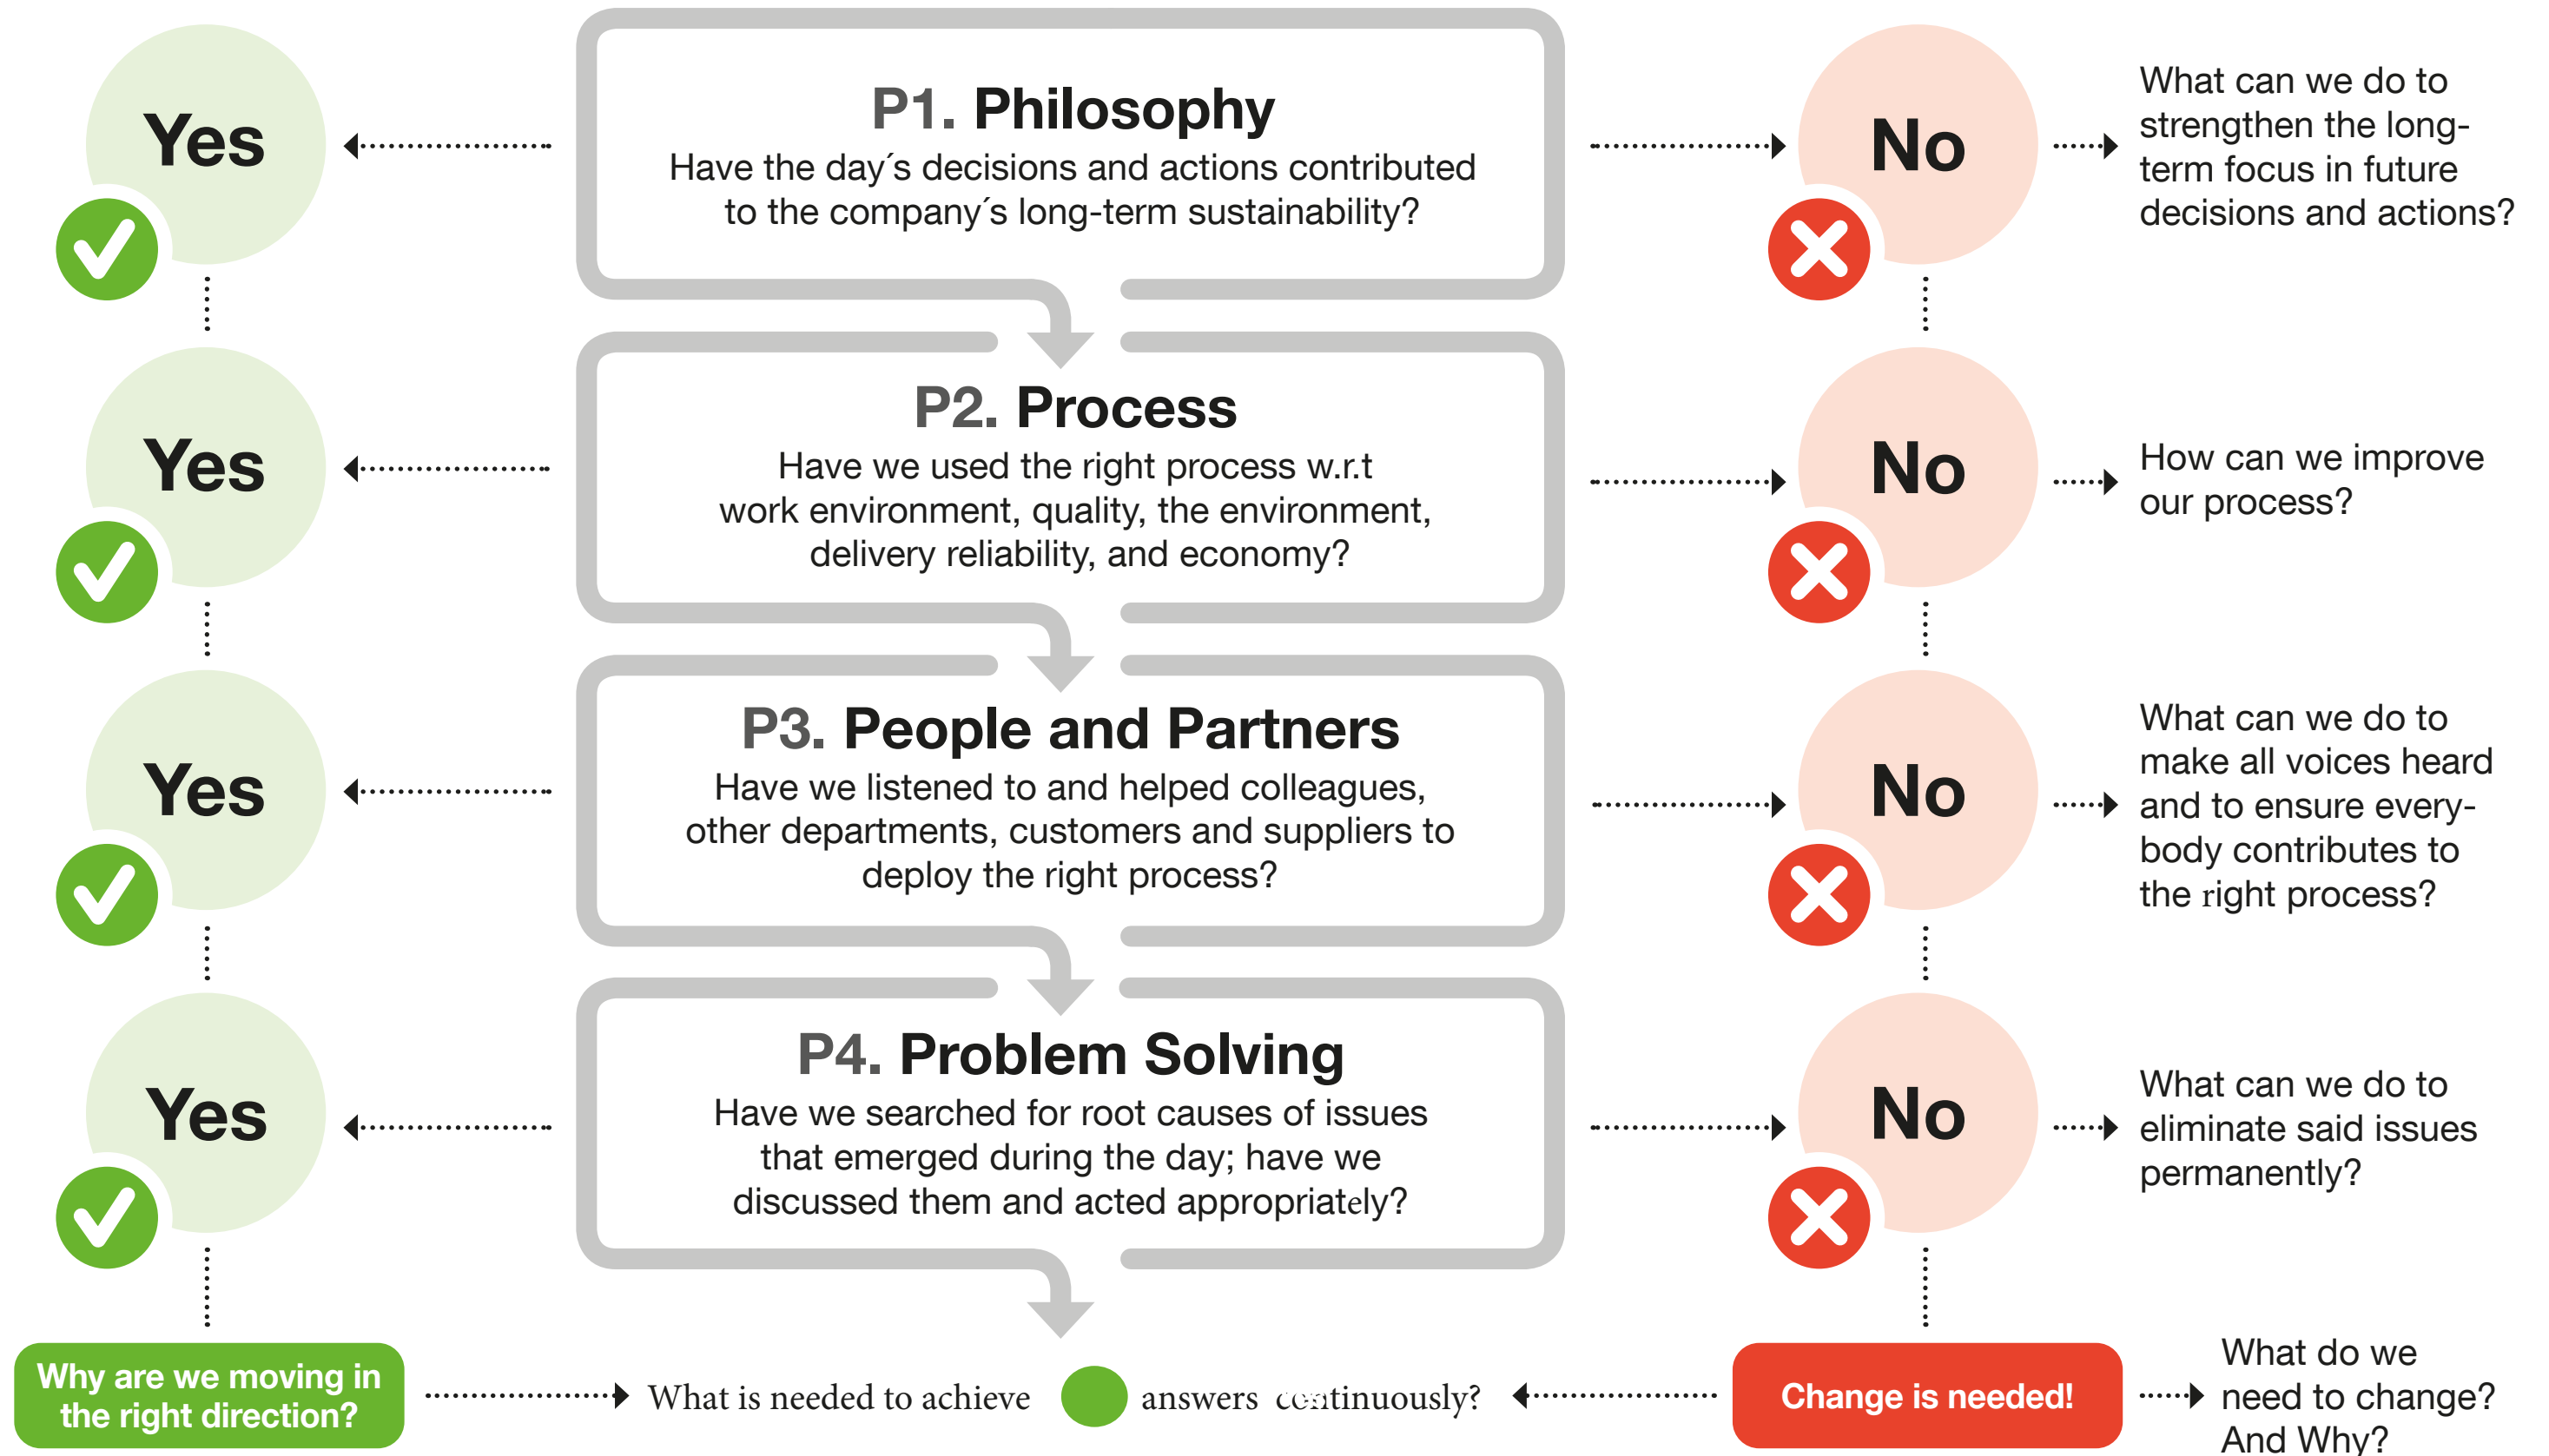 Yes
P1. Philosophy
Have the day´s decisions and actions contributed
to the company´s long-term sustainability?
No
What can we do to
strengthen the long-
term focus in future
decisions and actions?
Yes
P2. Process
Have we used the right process w.r.t
work environment, quality, the environment,
delivery reliability, and economy?
No
How can we improve
our process?
Yes
P3. People and Partners
Have we listened to and helped colleagues,
other departments, customers and suppliers to
deploy the right process?
No
What can we do to
make all voices heard
and to ensure every-
body contributes to
the right process?
Yes
P4. Problem Solving
Have we searched for root causes of issues
that emerged during the day; have we
discussed them and acted appropriately?
No
What can we do to
eliminate said issues
permanently?
Why are we moving in
the right direction?
What is needed to achieve answers continuously?
Change is needed!
What do we
need to change?
And Why?